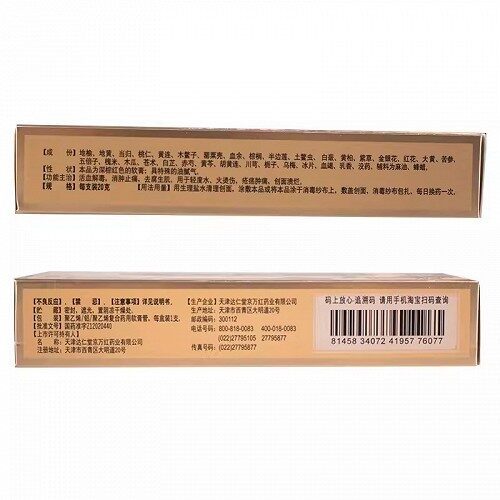 【成 份】地榆、地黄、当归、桃仁、黄连、木鳖子、罂粟壳、血余、棕榈、半边莲、土鳖虫、白蔹、黄柏、紫草、金银花、红花、大黄、苦参、
五倍子、槐米、木瓜、苍术、白芷、赤芍、黄芩、胡黄连、川芎、栀子、乌梅、冰片、血竭、乳香、没药。辅料为麻油、蜂蜡。
【性 状】本品为深棕红色的软膏；具特殊的油腻气。
【功能主治】活血解毒，消肿止痛，去腐生肌。用于轻度水、火烫伤，疮疡肿痛，创面溃烂。
【规 格】每支装20克 【用法用量】用生理盐水清理创面，涂敷本品或将本品涂于消毒纱布上，敷盖创面，消毒纱布包扎，每日换药一次。
【不良反应】、【禁 忌】、【注意事项】详见说明书。
【贮 藏】密封，遮光，置阴凉干燥处。
【包 装】聚乙烯/铝/聚乙烯复合药用软膏管，每盒装1支。
【批准文号】国药准字Z12020440
【上市许可持有人】
名 称：天津达仁堂京万红药业有限公司
注册地址：天津市西青区大明道20号
【生产企业】天津达仁堂京万红药业有限公司
生产地址：天津市西青区大明道20号
邮政编码：300112
电话号码：800-818-0083 400-818-0083
(022)27795105 27795877
传真号码：(022)27795877
码上放心追溯码 请用手机淘宝扫码查询
81458 34072 41957 76077